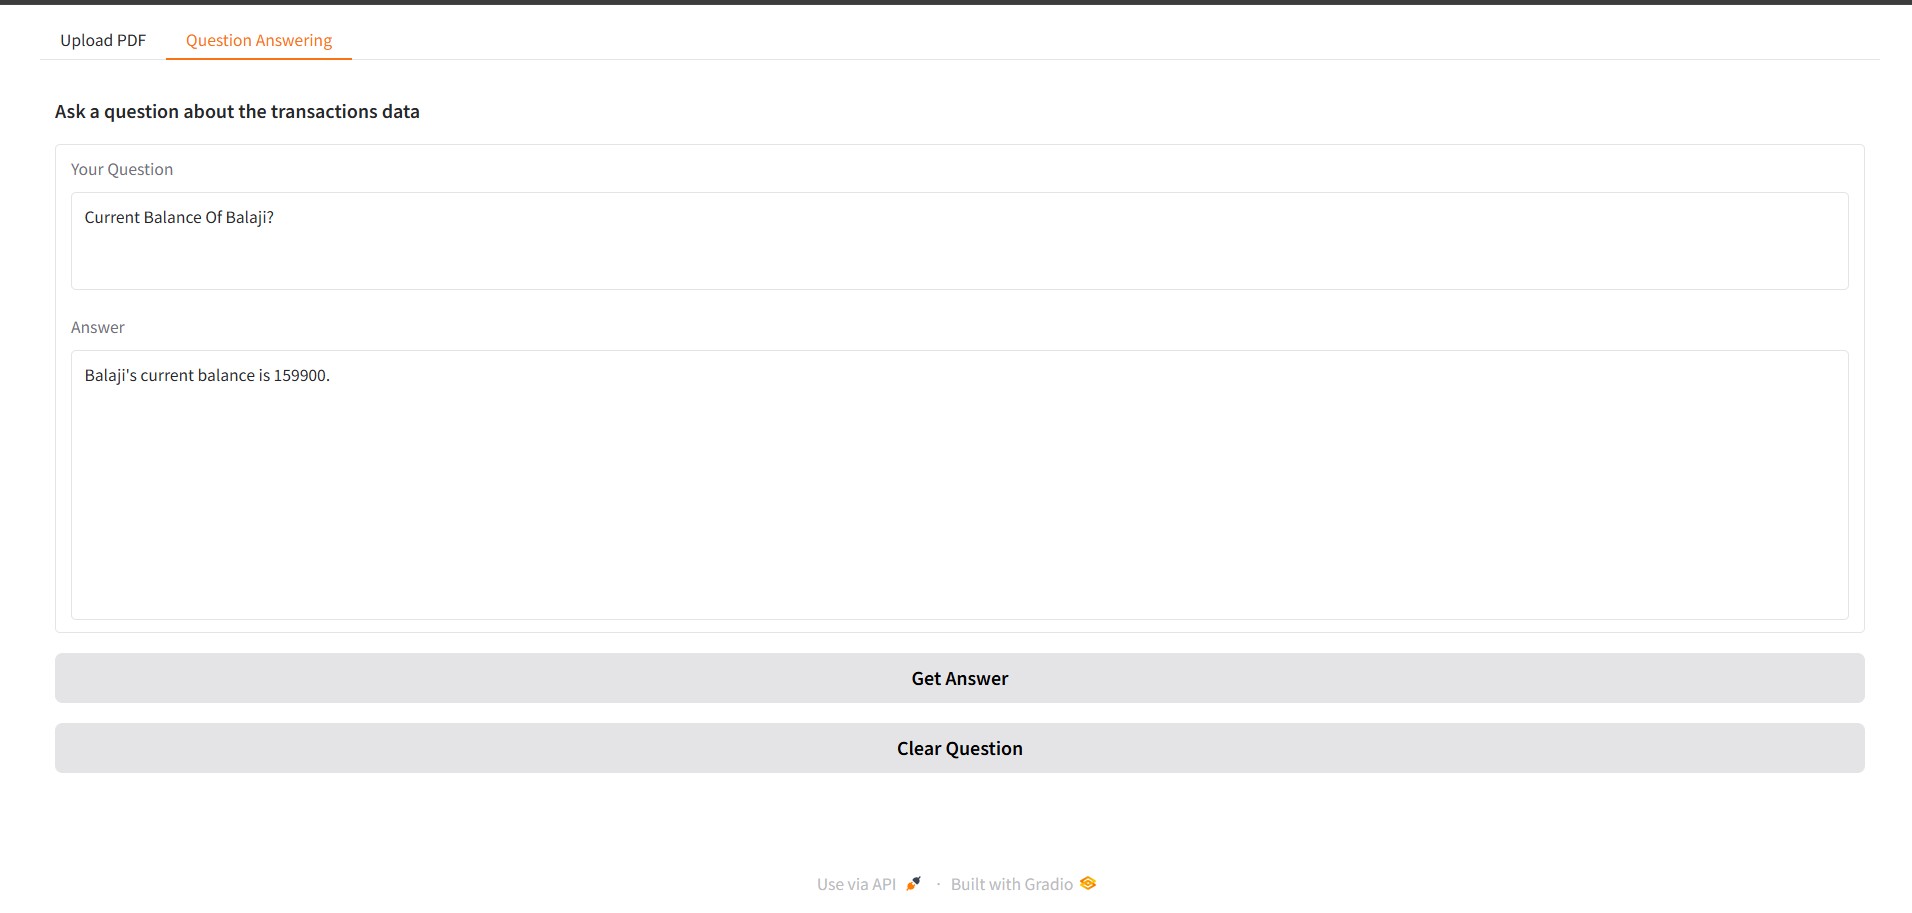 Upload PDF Question Answering
Ask a question about the transactions data
Your Question
Current Balance Of Balaji?
Answer
Balaji's current balance is 159900.
Get Answer
Clear Question
Use via API · Built with Gradio